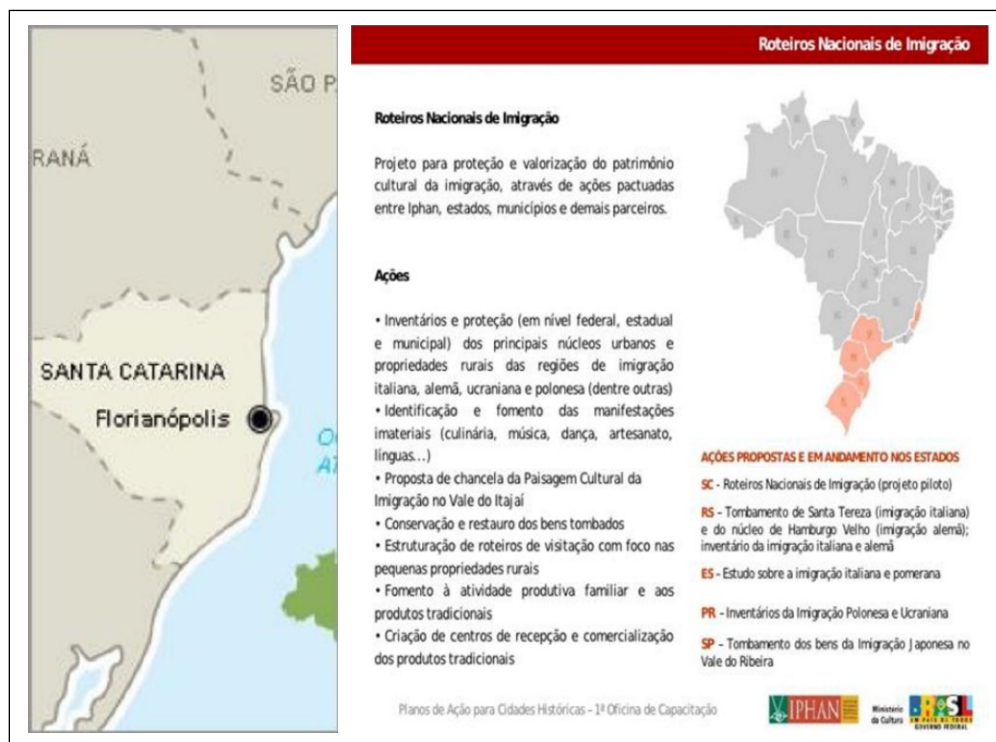 SÃO P
RANÁ
SANTA CATARINA
Florianópolis
Roteiros Nacionais de Imigração
Roteiros Nacionais de Imigração
Projeto para proteção e valorização do patrimônio
cultural da imigração, através de ações pactuadas
entre Iphan, estados, municípios e demais parceiros.
Ações
• Inventários e proteção (em nível federal, estadual
e municipal) dos principais núcleos urbanos e
propriedades rurais das regiões de imigração
italiana, alemã, ucraniana e polonesa (dentre outras)
• Identificação e fomento das manifestações
imateriais (culinária, música, dança, artesanato,
línguas...)
• Proposta de chancela da Paisagem Cultural da
Imigração no Vale do Itajaí
• Conservação e restauro dos bens tombados
• Estruturação de roteiros de visitação com foco nas
pequenas propriedades rurais
• Fomento à atividade produtiva familiar e aos
produtos tradicionais
• Criação de centros de recepção e comercialização
dos produtos tradicionais
AÇÕES PROPOSTAS E EM ANDAMENTO NOS ESTADOS
SC - Roteiros Nacionais de Imigração (projeto piloto)
RS – Tombamento de Santa Tereza (imigração italiana)
e do núcleo de Hamburgo Velho (imigração alemã);
inventário da imigração italiana e alemã
ES – Estudo sobre a imigração italiana e pomerana
PR – Inventários da Imigração Polonesa e Ucraniana
SP – Tombamento dos bens da Imigração Japonesa no
Vale do Ribeira
Planos de Ação para Cidades Históricas – 1ª Oficina de Capacitação
IPHAN
Ministério
da Cultura
BRASIL
UM PAÍS DE TODOS
GOVERNO FEDERAL